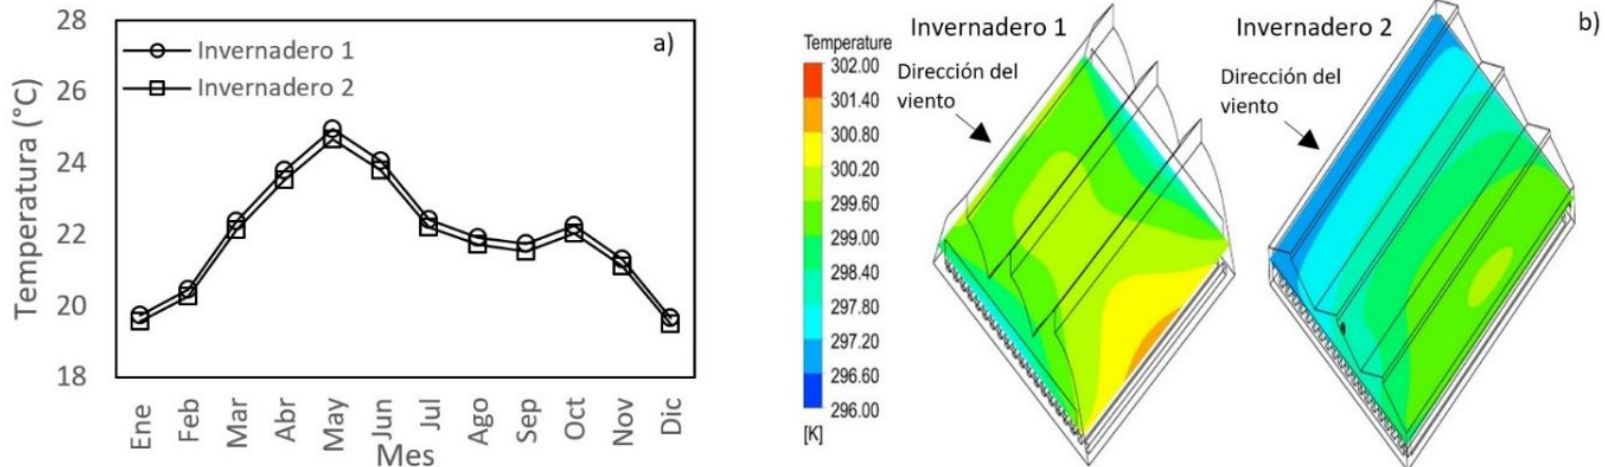 28
26
24
22
20
18
Temperatura (°C)
Invernadero 1
Invernadero 2
a)
Ene
Feb
Mar
Abr
May
Jun
Jul
Ago
Sep
Oct
Nov
Dic
Mes
Temperature
302.00
301.40
300.80
300.20
299.60
299.00
298.40
297.80
297.20
296.60
296.00
[K]
Invernadero 1
Dirección del
viento
Invernadero 2
Dirección del
viento
b)